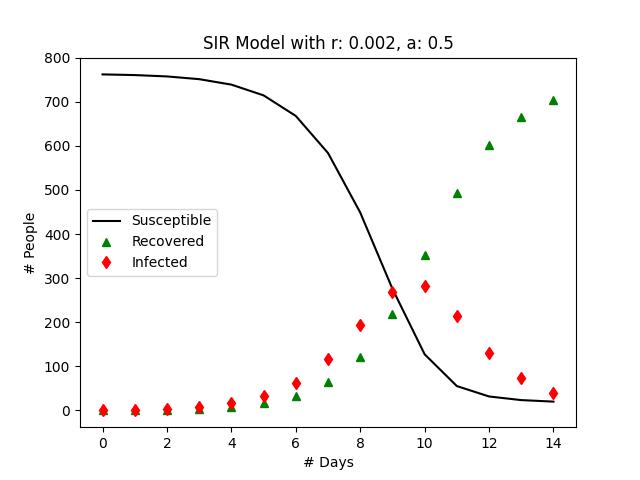 SIR Model with r: 0.002, a: 0.5
800
700
600
500
400
300
200
100
0
# People
Susceptible
Recovered
Infected
0 2 4 6 8 10 12 14
# Days